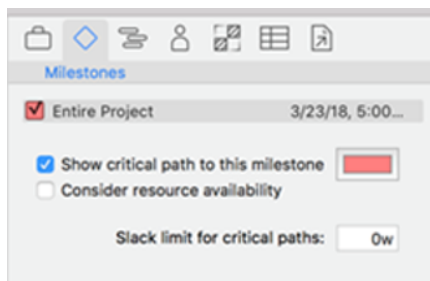 Milestones
Entire Project 3/23/18, 5:00...
Show critical path to this milestone
Consider resource availability
Slack limit for critical paths: 0w